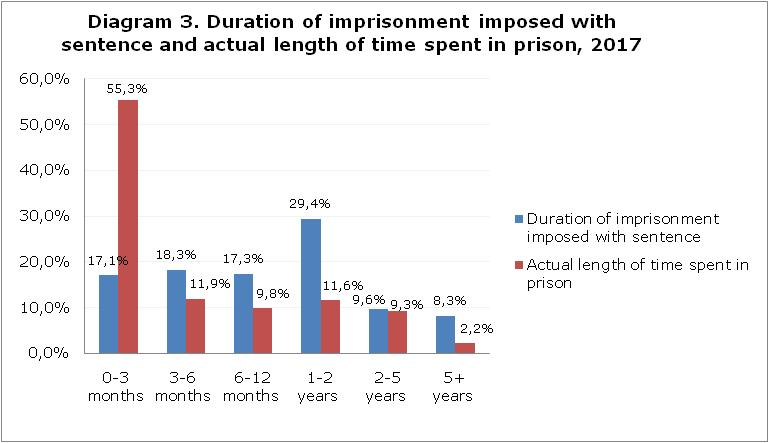 Diagram 3. Duration of imprisonment imposed with
sentence and actual length of time spent in prison, 2017
60,0%
50,0%
40,0%
30,0%
20,0%
10,0%
0,0%
17,1%
55,3%
18,3%
11,9%
17,3%
9,8%
29,4%
11,6%
9,6%
9,3%
8,3%
2,2%
0-3
months
3-6
months
6-12
months
1-2
years
2-5
years
5+
years
Duration of imprisonment
imposed with sentence
Actual length of time spent in
prison